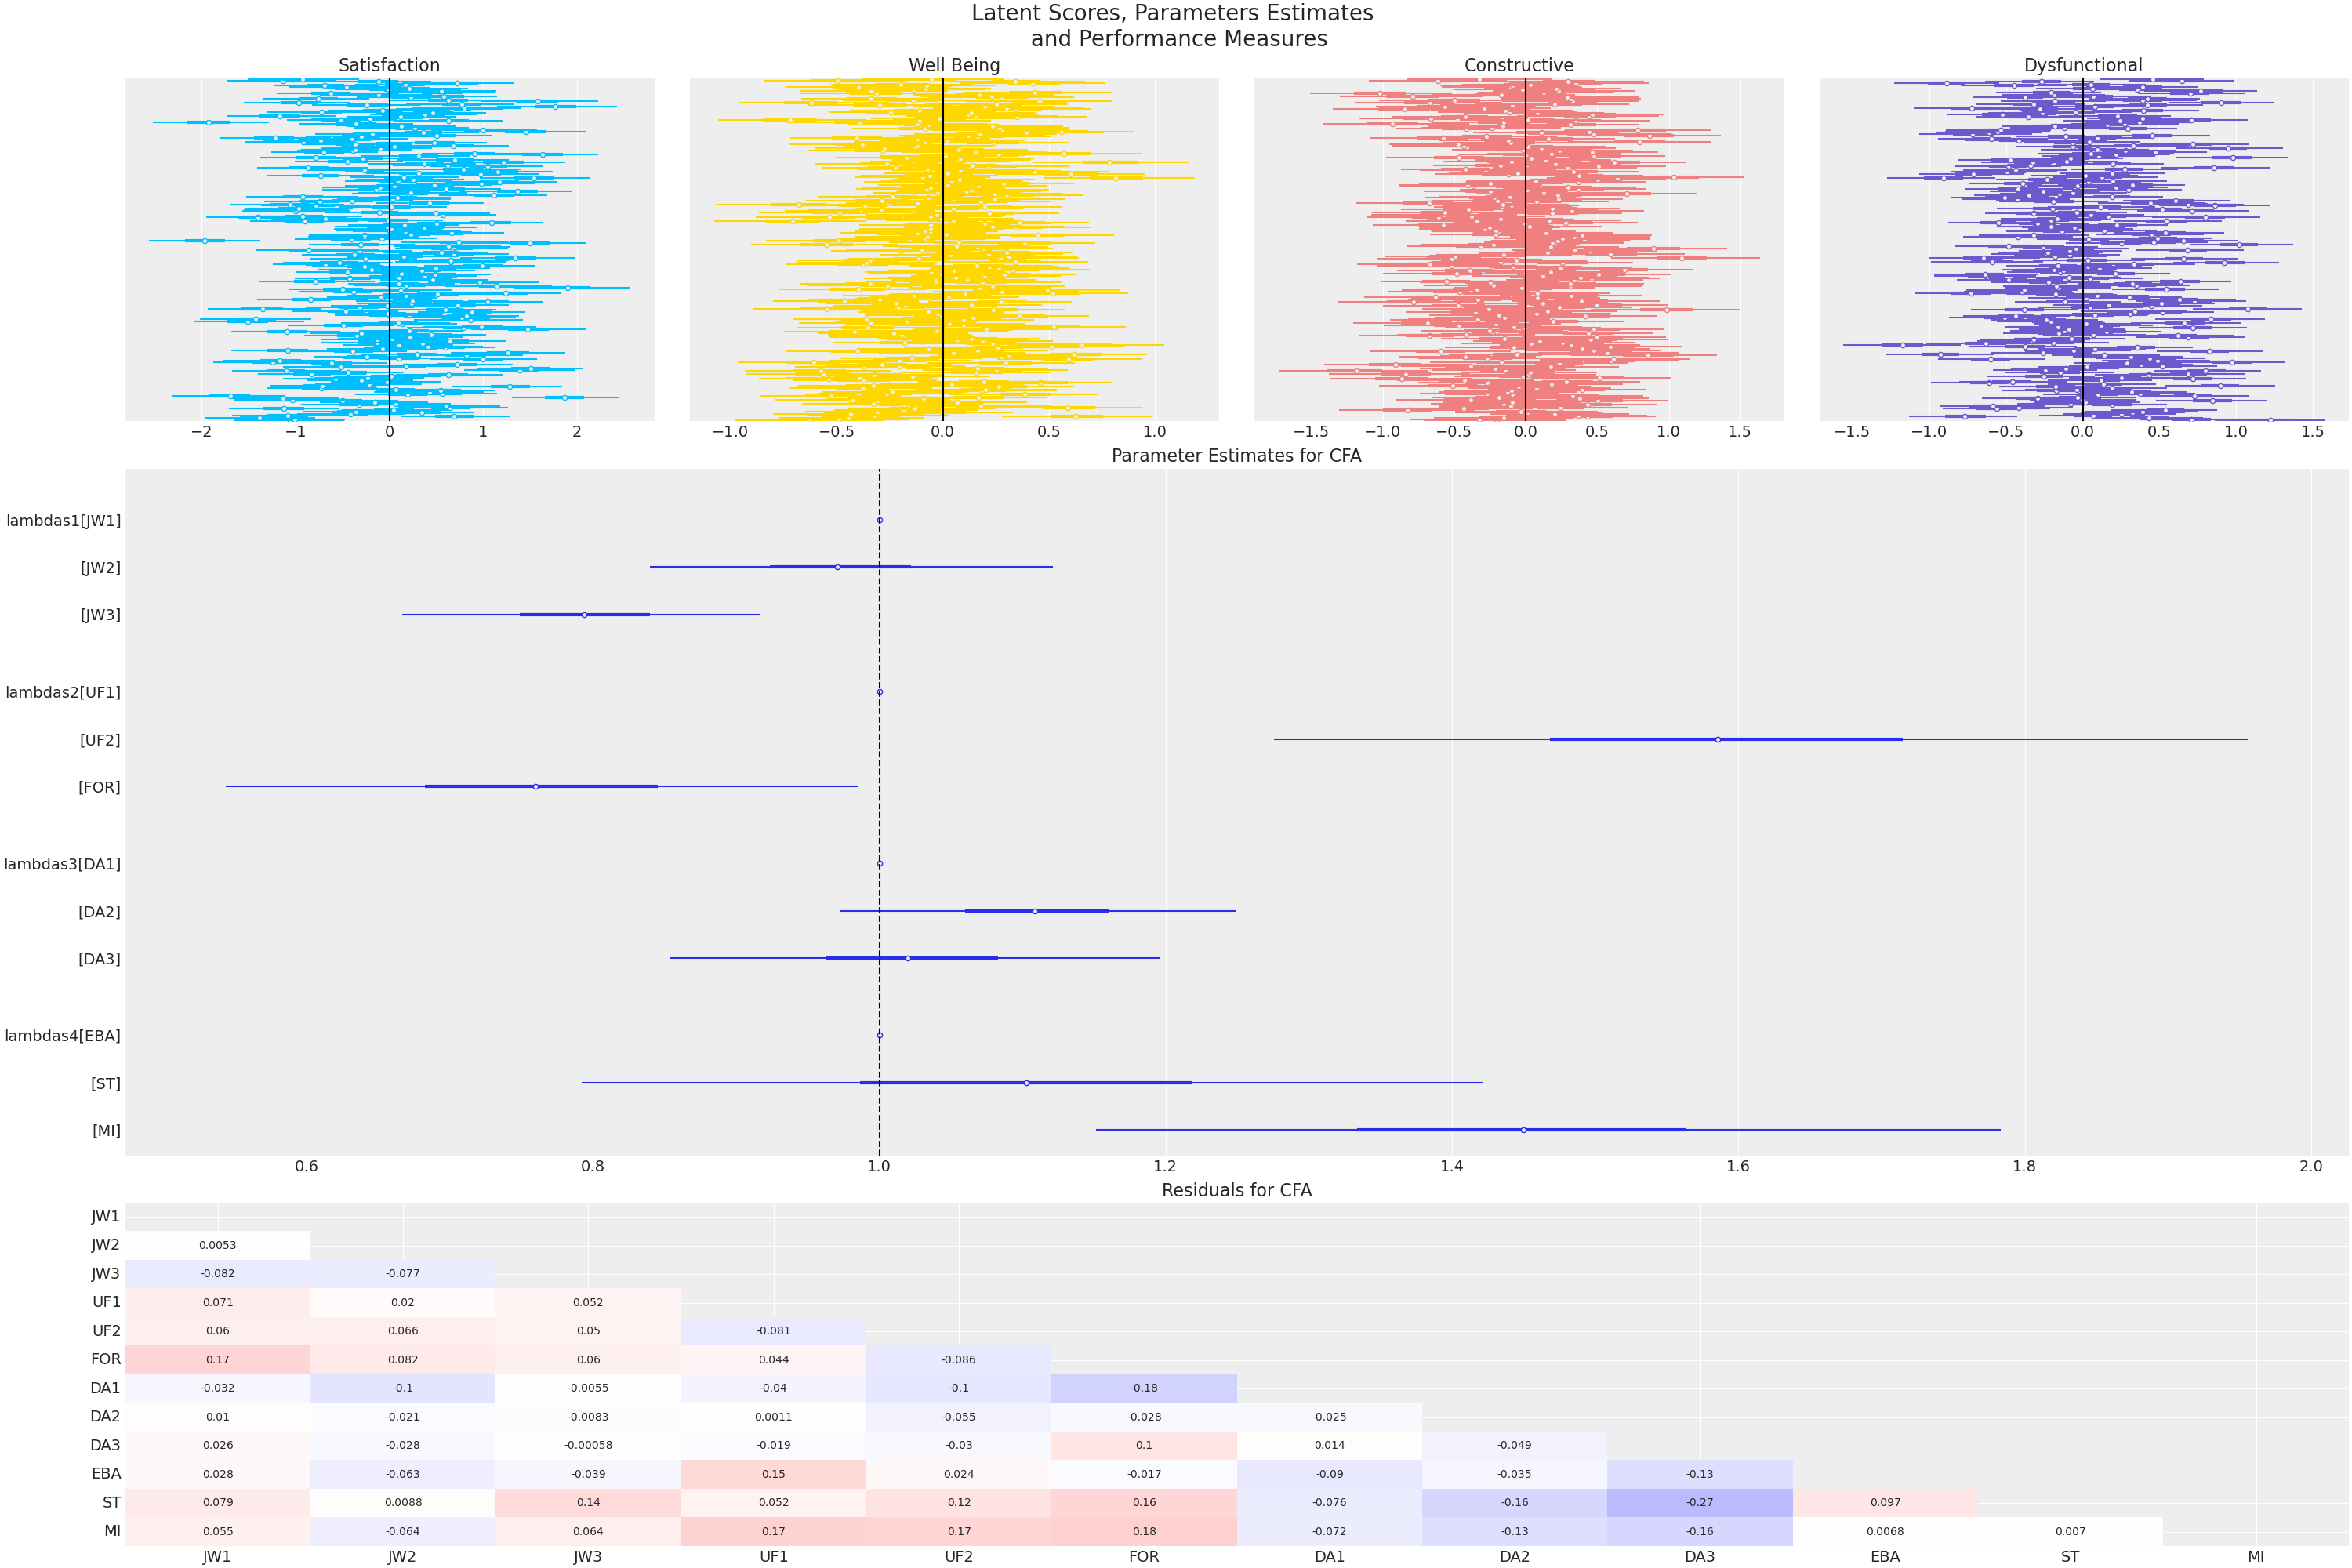 Latent Scores, Parameters Estimates
and Performance Measures
Satisfaction
Well Being
Constructive
Dysfunctional
−2 −1 0 1 2
−1.0 −0.5 0.0 0.5 1.0
−1.5 −1.0 −0.5 0.0 0.5 1.0 1.5
−1.5 −1.0 −0.5 0.0 0.5 1.0 1.5
Parameter Estimates for CFA
lambdas1[JW1]
[JW2]
[JW3]
lambdas2[UF1]
[UF2]
[FOR]
lambdas3[DA1]
[DA2]
[DA3]
lambdas4[EBA]
[ST]
[MI]
0.6 0.8 1.0 1.2 1.4 1.6 1.8 2.0
Residuals for CFA
JW1
JW2 0.0053
JW3 -0.082 -0.077
UF1 0.071 0.02 0.052
UF2 0.06 0.066 0.05 -0.081
FOR 0.17 0.082 0.06 0.044 -0.086
DA1 -0.032 -0.1 -0.0055 -0.04 -0.1 -0.18
DA2 0.01 -0.021 -0.0083 0.0011 -0.055 -0.028 -0.025
DA3 0.026 -0.028 -0.00058 -0.019 -0.03 0.1 0.014 -0.049
EBA 0.028 -0.063 -0.039 0.15 0.024 -0.017 -0.09 -0.035 -0.13
ST 0.079 0.0088 0.14 0.052 0.12 0.16 -0.076 -0.16 -0.27 0.097
MI 0.055 -0.064 0.064 0.17 0.17 0.18 -0.072 -0.13 -0.16 0.0068 0.007
JW1 JW2 JW3 UF1 UF2 FOR DA1 DA2 DA3 EBA ST MI